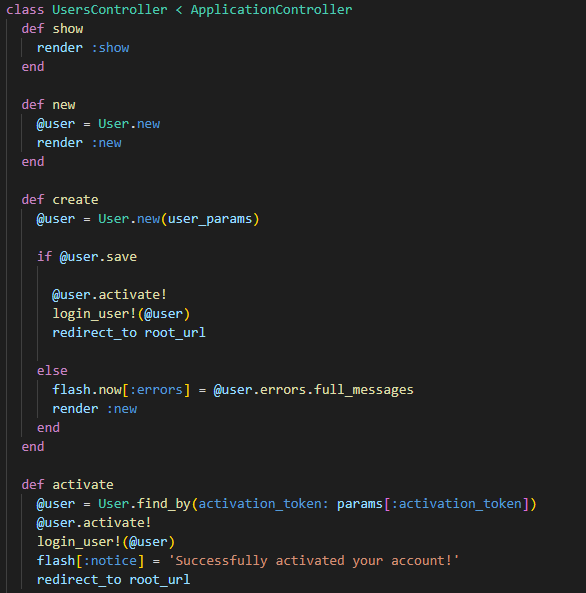 class UsersController < ApplicationController
  def show
    render :show
  end

  def new
    @user = User.new
    render :new
  end

  def create
    @user = User.new(user_params)

    if @user.save

      @user.activate!
      login_user!(@user)
      redirect_to root_url

    else
      flash.now[:errors] = @user.errors.full_messages
      render :new
    end
  end

  def activate
    @user = User.find_by(activation_token: params[:activation_token])
    @user.activate!
    login_user!(@user)
    flash[:notice] = 'Successfully activated your account!'
    redirect_to root_url